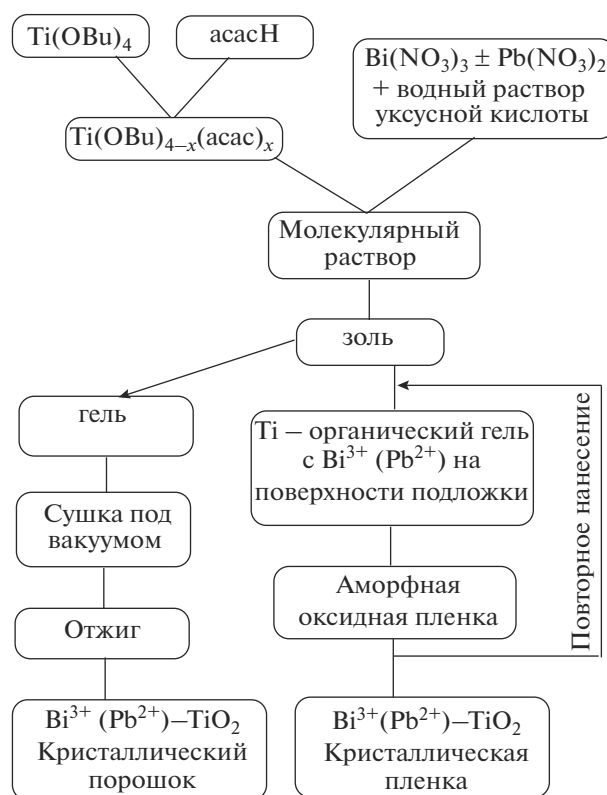 Ti(OBu)₄
acacH
Bi(NO₃)₃ ± Pb(NO₃)₂
+ водный раствор
уксусной кислоты
Ti(OBu)₄₋ₓ(acac)ₓ
Молекулярный
раствор
золь
гель
Ti – органический гель
с Bi³⁺ (Pb²⁺) на
поверхности подложки
Повторное нанесение
Сушка под
вакуумом
Аморфная
оксидная пленка
Отжиг
Bi³⁺ (Pb²⁺)–TiO₂
Кристаллический
порошок
Bi³⁺(Pb²⁺)–TiO₂
Кристаллическая
пленка